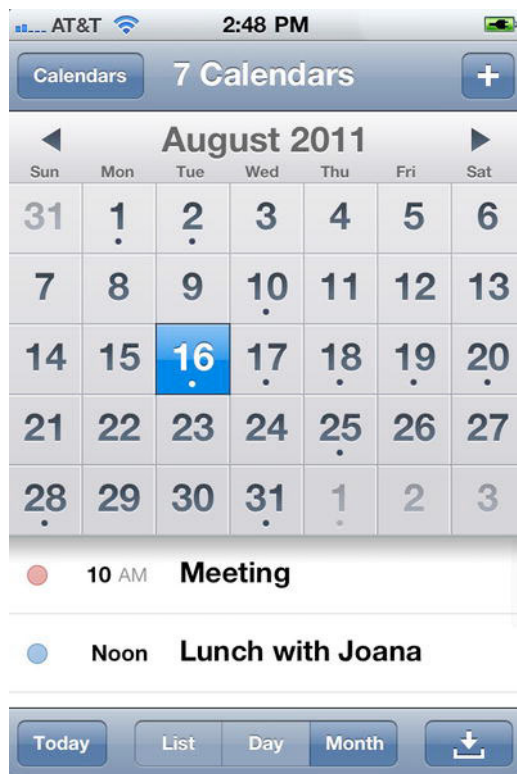 AT&T 2:48 PM
Calendars 7 Calendars +
August 2011
Sun Mon Tue Wed Thu Fri Sat
31 1 2 3 4 5 6
7 8 9 10 11 12 13
14 15 16 17 18 19 20
21 22 23 24 25 26 27
28 29 30 31 1 2 3
10 AM Meeting
Noon Lunch with Joana
Today List Day Month